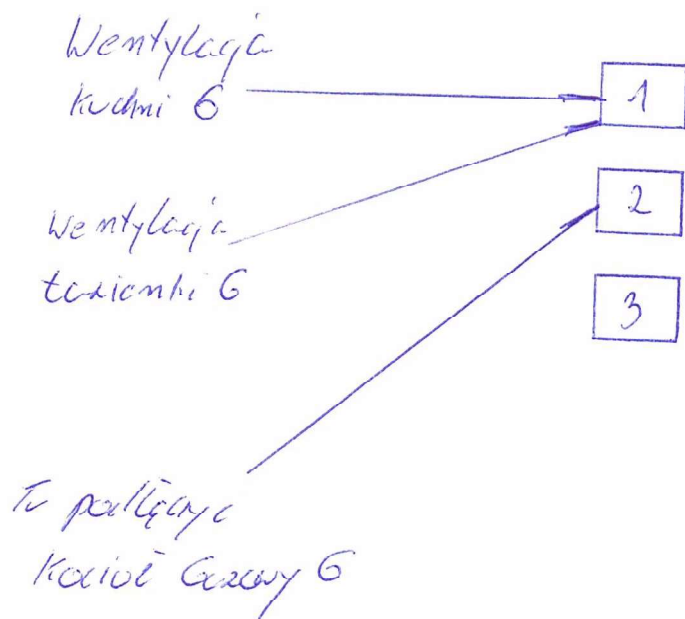 Wentylacja
kuchni 6
1
2
Wentylacja
łazienki 6
3
Tu podłączyć
Kocioł Gazowy 6